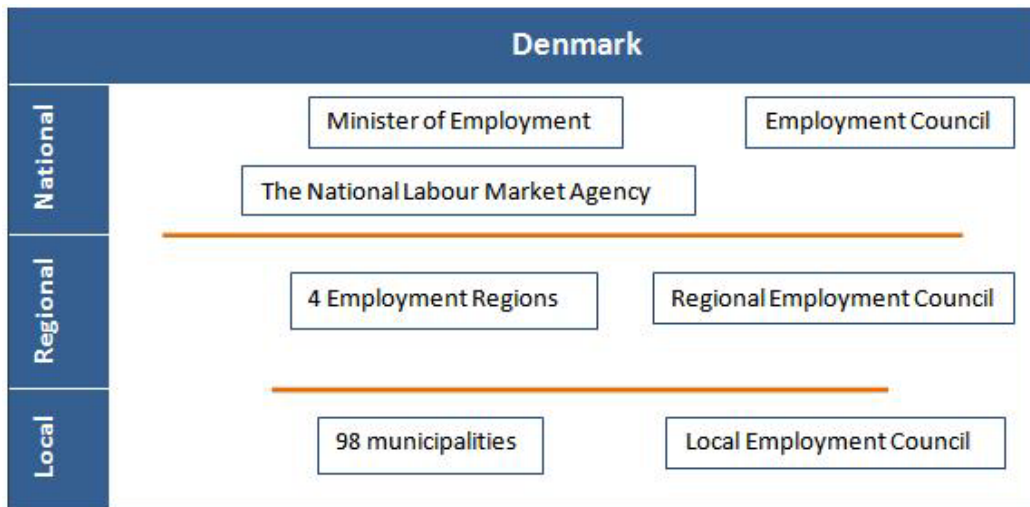 Denmark
National
Minister of Employment
Employment Council
The National Labour Market Agency
Regional
4 Employment Regions
Regional Employment Council
Local
98 municipalities
Local Employment Council